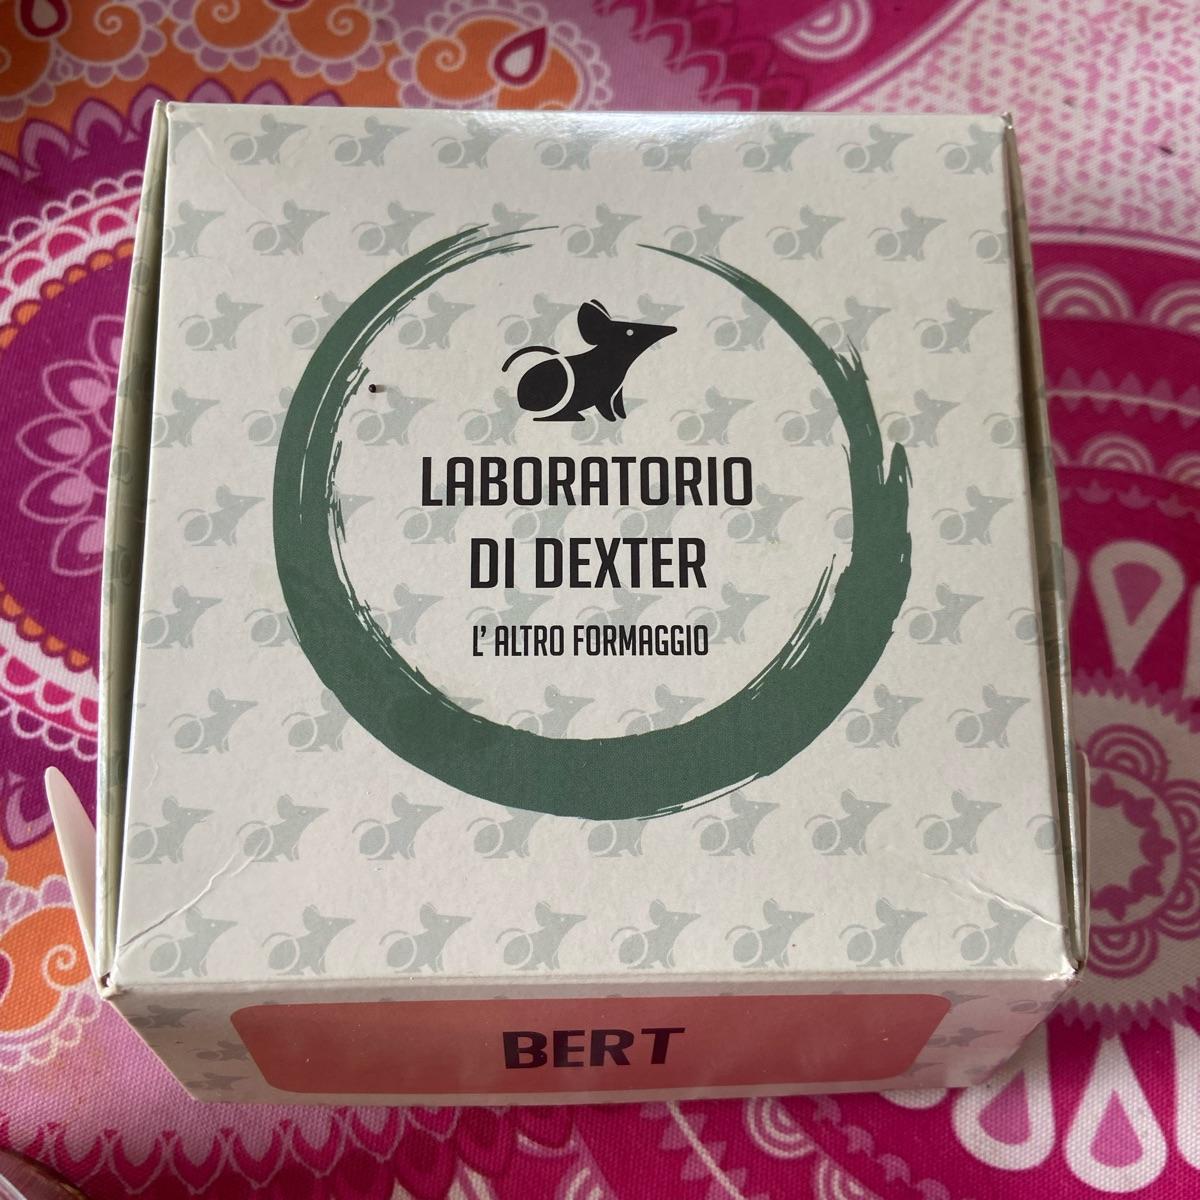 LABORATORIO
DI DEXTER
L' ALTRO FORMAGGIO
BERT